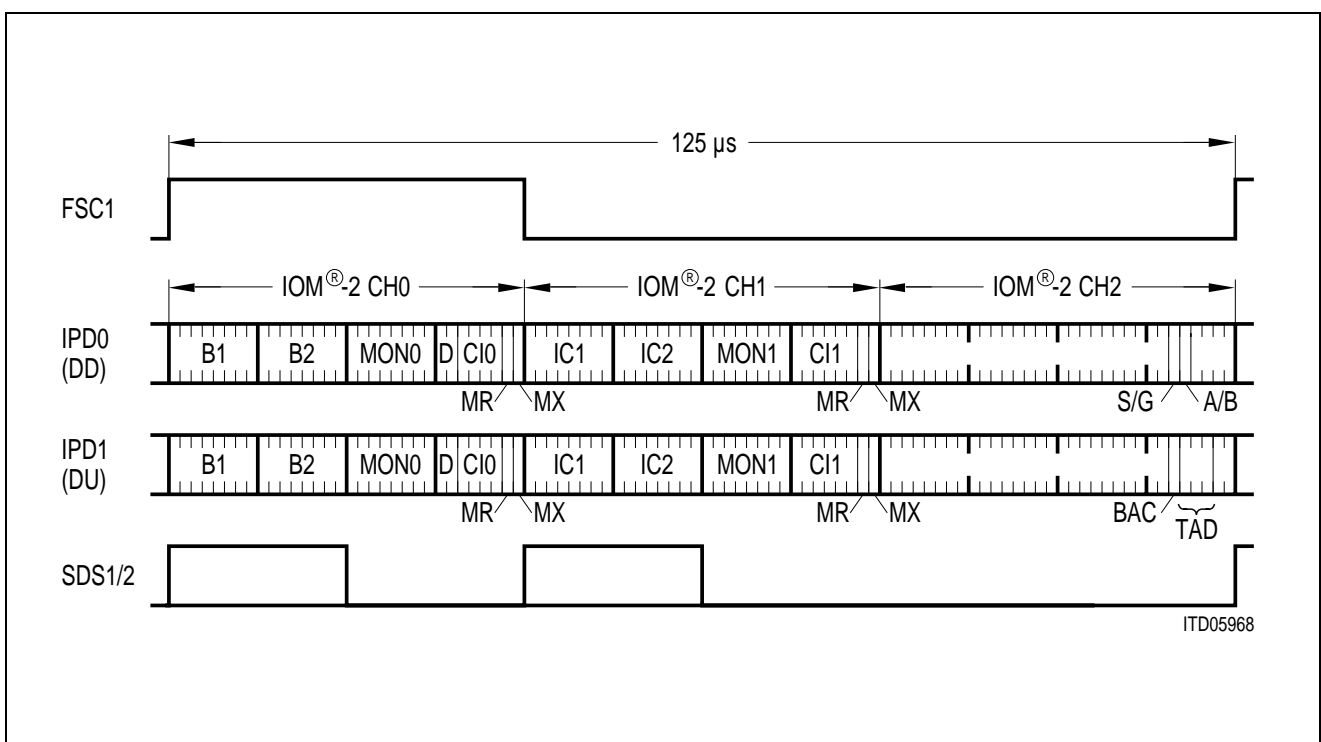 125 µs
FSC1
IOM®-2 CH0 IOM®-2 CH1 IOM®-2 CH2
IPD0
(DD)
B1 B2 MON0 D CI0 IC1 IC2 MON1 CI1
MR MX MR MX S/G A/B
IPD1
(DU)
B1 B2 MON0 D CI0 IC1 IC2 MON1 CI1
MR MX MR MX BAC TAD
SDS1/2
ITD05968